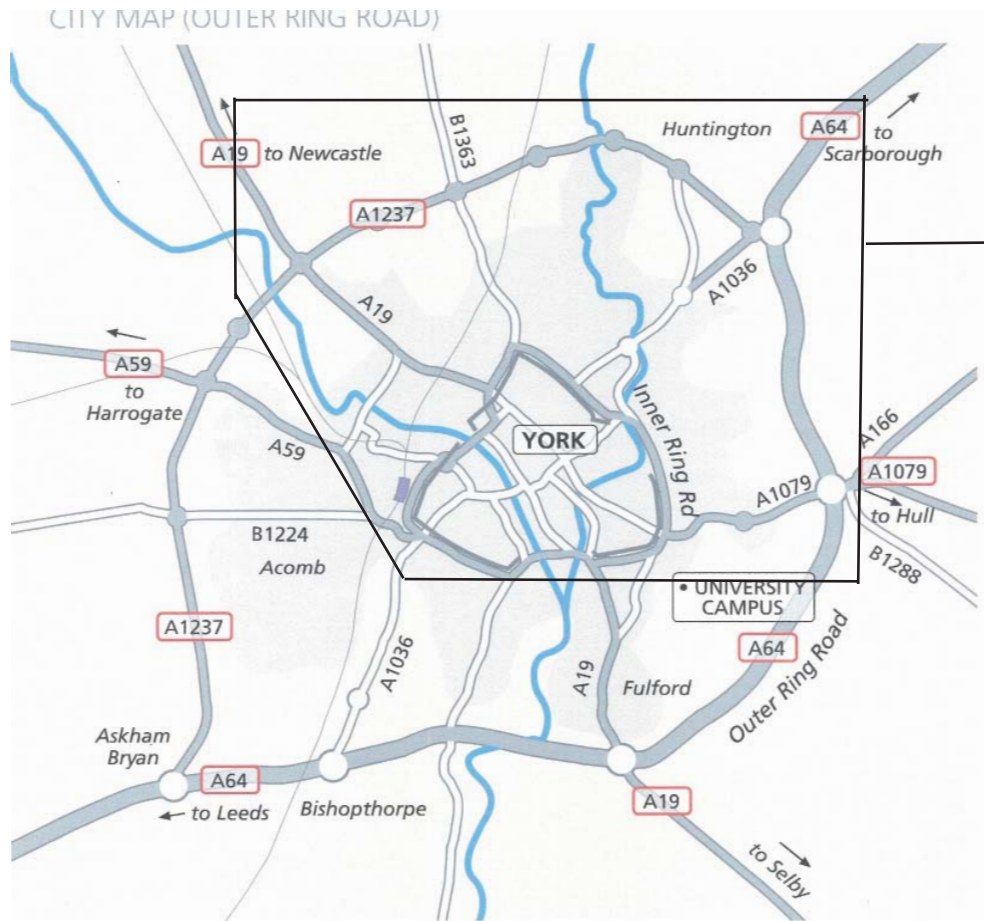 CITY MAP (OUTER RING ROAD)
Huntington
A64
to
Scarborough
B1363
A19
to Newcastle
A1237
A1036
A19
A59
to
Harrogate
Inner Ring Rd
A166
YORK
A59
A1079
A1079
to Hull
B1224
B1288
Acomb
• UNIVERSITY
CAMPUS
A1237
A1036
A19
A64
Fulford
Outer Ring Road
Askham
Bryan
A64
to Leeds
Bishopthorpe
A19
to Selby